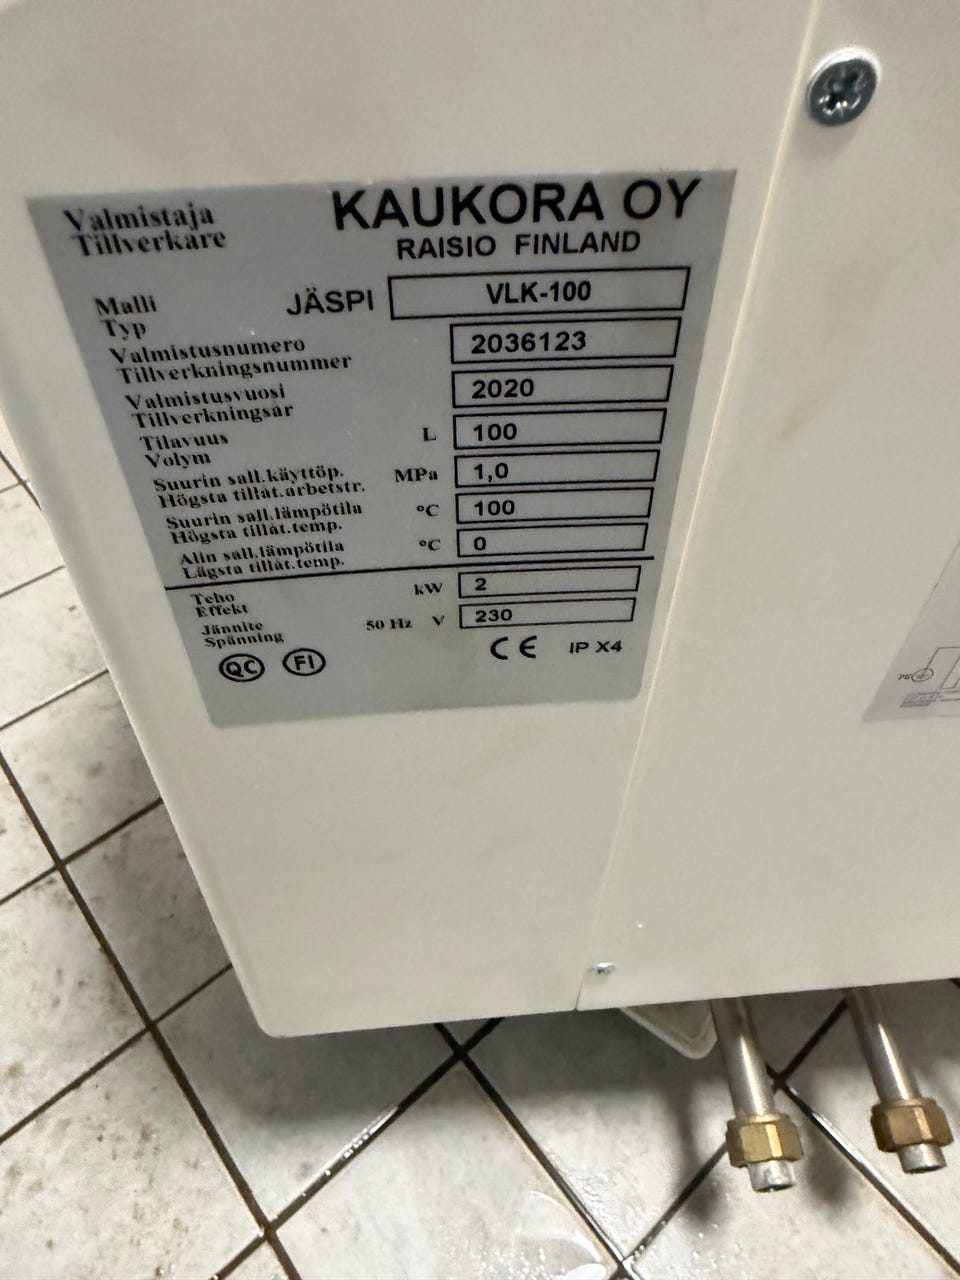 Valmistaja KAUKORA OY
Tillverkare RAISIO FINLAND
Malli JÄSPI VLK-100
Typ
Valmistusnumero 2036123
Tillverkningsnummer
Valmistusvuosi 2020
Tillverkningsår
Tilavuus L 100
Volym
Suurin sall.käyttöp. MPa 1,0
Högsta tillåt.arbetstr.
Suurin sall.lämpötila °C 100
Högsta tillåt.temp.
Alin sall.lämpötila °C 0
Lägsta tillåt.temp.
Teho kW 2
Effekt
Jännite 50 Hz V 230
Spänning
QC FI CE IP X4